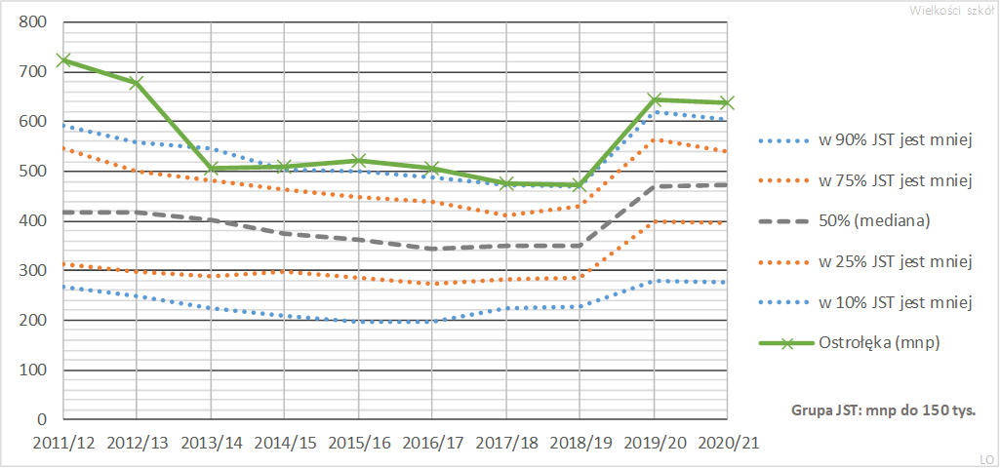 Wielkości szkół
800
700
600
500
400
300
200
100
0
2011/12 2012/13 2013/14 2014/15 2015/16 2016/17 2017/18 2018/19 2019/20 2020/21
w 90% JST jest mniej
w 75% JST jest mniej
50% (mediana)
w 25% JST jest mniej
w 10% JST jest mniej
Ostrołęka (mnp)
Grupa JST: mnp do 150 tys.
LO